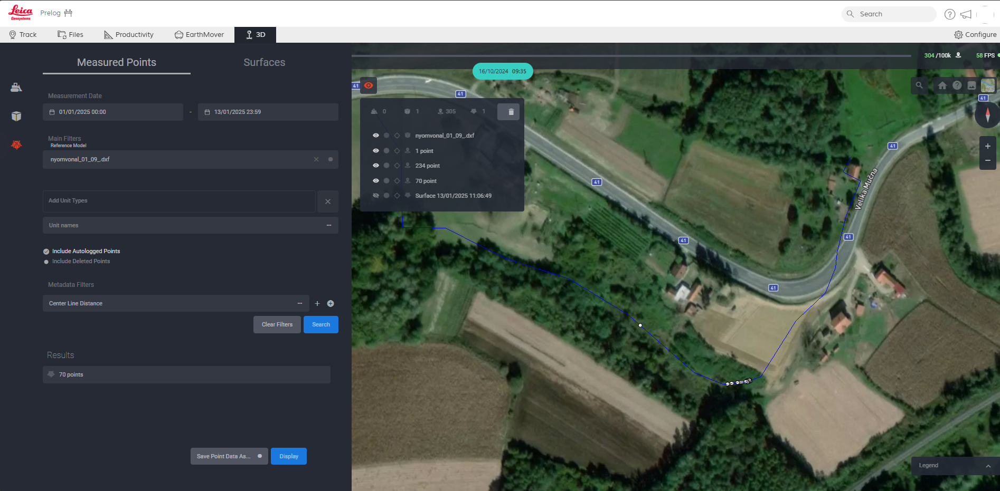 Leica
Geosystems
Prelog
Search
?
Track
Files
Productivity
EarthMover
3D
Configure
Measured Points
Surfaces
Measurement Date
01/01/2025 00:00
-
13/01/2025 23:59
Main Filters
Reference Model
nyomvonal_01_09_.dxf
Add Unit Types
Unit names
Include Autologged Points
Include Deleted Points
Metadata Filters
Center Line Distance
Clear Filters
Search
Results
70 points
Save Point Data As...
Display
304 /100k
58 FPS
16/10/2024 09:35
0
1
305
1
nyomvonal_01_09_.dxf
1 point
234 point
70 point
Surface 13/01/2025 11:06:49
41
41
41
41
41
41
41
41
Velika Mučna
?
+
−
Legend